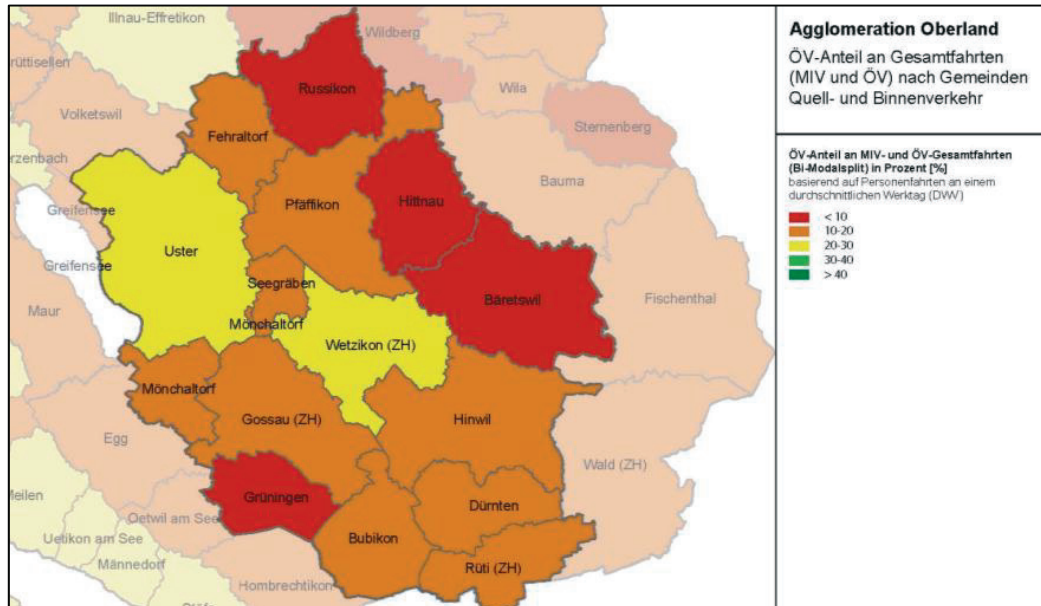 Agglomeration Oberland
ÖV-Anteil an Gesamtfahrten
(MIV und ÖV) nach Gemeinden
Quell- und Binnenverkehr
ÖV-Anteil an MIV- und ÖV-Gesamtfahrten
(Bi-Modalsplit) in Prozent [%]
basierend auf Personenfahrten an einem
durchschnittlichen Werktag (DWV)
< 10
10-20
20-30
30-40
> 40
Illnau-Effretikon
Wildberg
Russikon
Wila
Volketswil
Fehraltorf
Sternenberg
Bauma
Pfäffikon
Hittnau
Greifensee
Uster
Greifensee
Seegräben
Bäretswil
Fischenthal
Maur
Mönchaltorf
Wetzikon (ZH)
Mönchaltorf
Gossau (ZH)
Hinwil
Egg
Wald (ZH)
Grüningen
Dürnten
Oetwil am See
Uetikon am See
Bubikon
Männedorf
Rüti (ZH)
Hombrechtikon